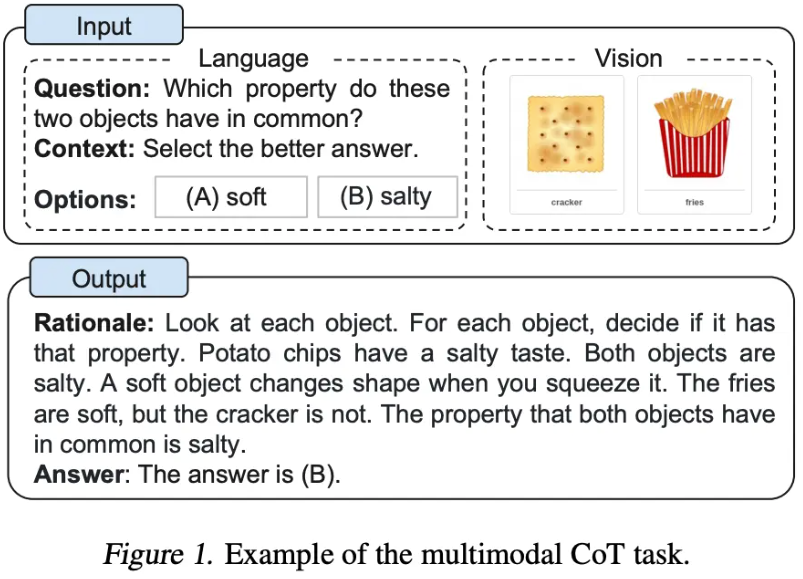 Input
Language
Question: Which property do these
two objects have in common?
Context: Select the better answer.
Options: (A) soft (B) salty
Vision
cracker fries
Output
Rationale: Look at each object. For each object, decide if it has
that property. Potato chips have a salty taste. Both objects are
salty. A soft object changes shape when you squeeze it. The fries
are soft, but the cracker is not. The property that both objects have
in common is salty.
Answer: The answer is (B).
Figure 1. Example of the multimodal CoT task.